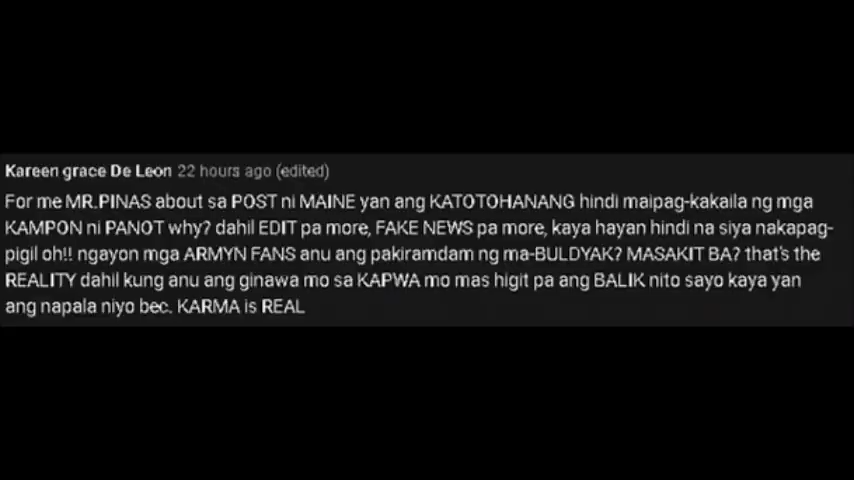 Kareen grace De Leon 22 hours ago (edited)
For me MR.PINAS about sa POST ni MAINE yan ang KATOTOHANANG hindi maipag-kakaila ng mga
KAMPON ni PANOT why? dahil EDIT pa more, FAKE NEWS pa more, kaya hayan hindi na siya nakapag-
pigil oh!! ngayon mga ARMYN FANS anu ang pakiramdam ng ma-BULDYAK? MASAKIT BA? that's the
REALITY dahil kung anu ang ginawa mo sa KAPWA mo mas higit pa ang BALIK nito sayo kaya yan
ang napala niyo bec. KARMA is REAL